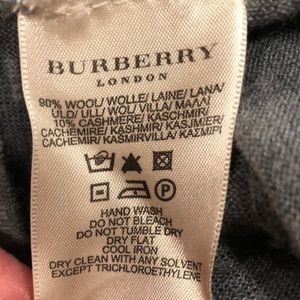 BURBERRY
LONDON
90% WOOL/ WOLLE/ LAINE/ LANA/
ULD/ ULL/ WOL/ VILLA/ ΜΑΛΛΙ
10% CASHMERE/ KASCHMIR/
CACHEMIRE/ KASHMIR/ KASJMIR/
CACHEMIR/ KASMIRVILLA/ ΚΑΣΜΙΡΙ
P
HAND WASH
DO NOT BLEACH
DO NOT TUMBLE DRY
DRY FLAT
COOL IRON
DRY CLEAN WITH ANY SOLVENT
EXCEPT TRICHLOROETHYLENE